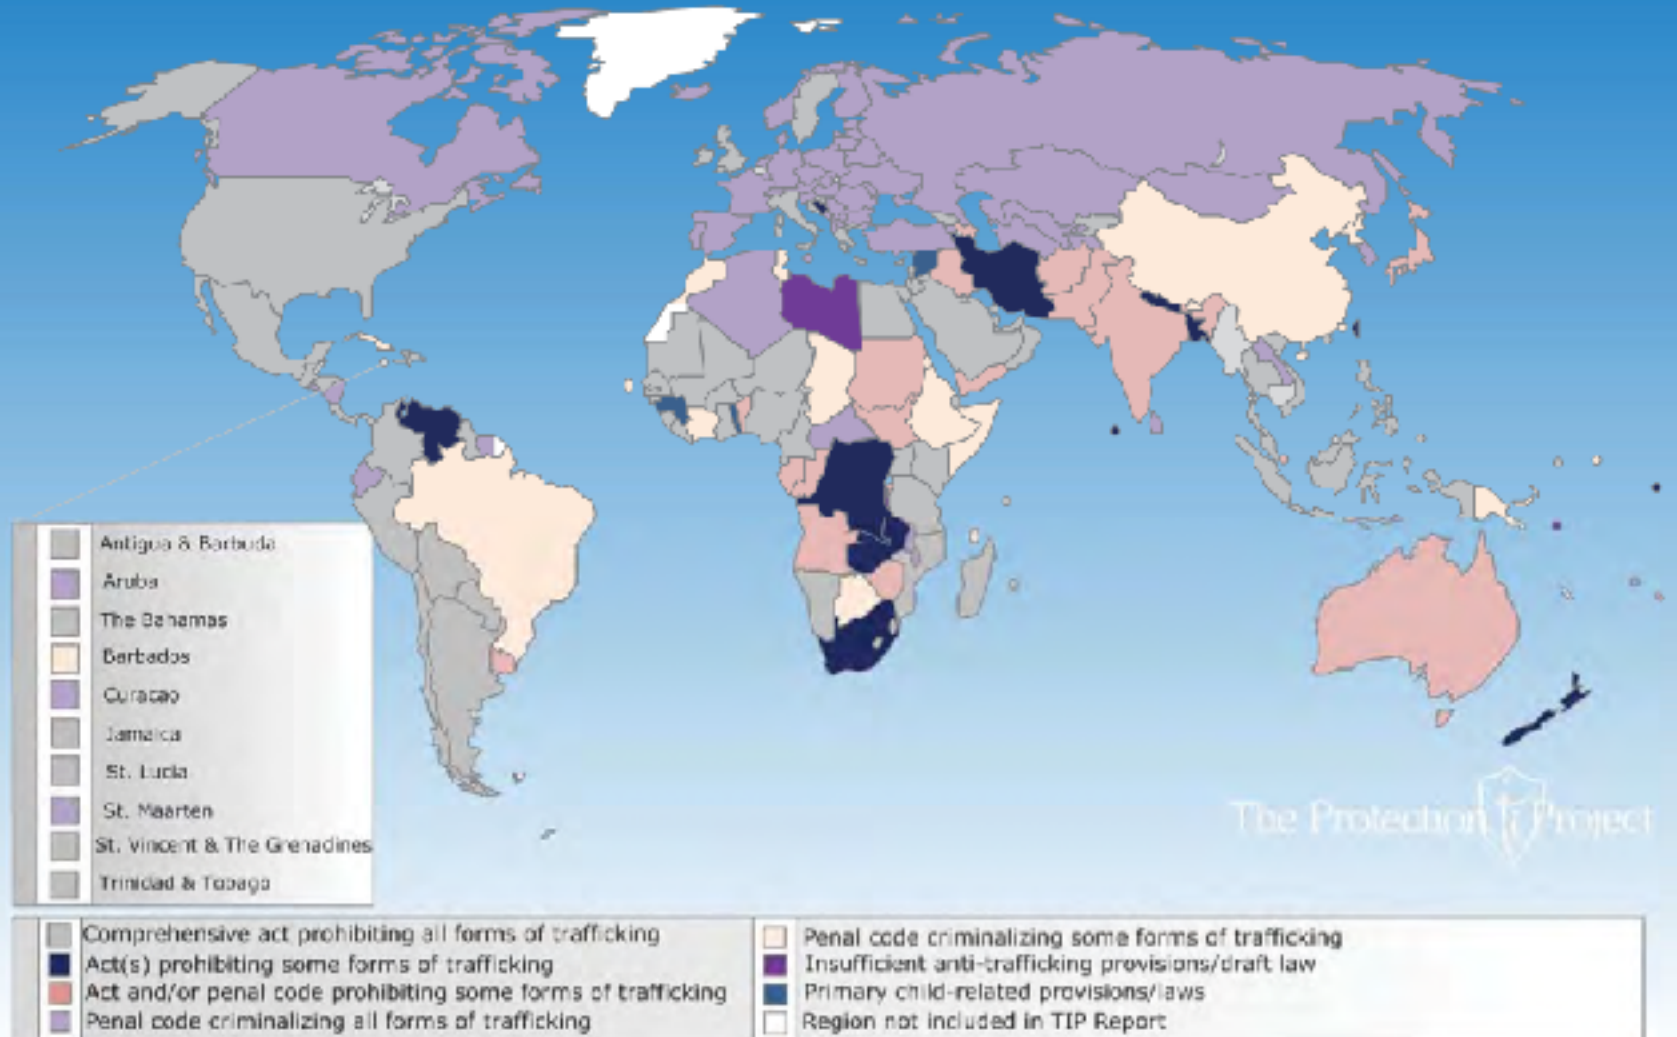 Antigua & Barbuda
Aruba
The Bahamas
Barbados
Curacao
Jamaica
St. Lucia
St. Maarten
St. Vincent & The Grenadines
Trinidad & Tobago
The Protection Project
Comprehensive act prohibiting all forms of trafficking
Act(s) prohibiting some forms of trafficking
Act and/or penal code prohibiting some forms of trafficking
Penal code criminalizing all forms of trafficking
Penal code criminalizing some forms of trafficking
Insufficient anti-trafficking provisions/draft law
Primary child-related provisions/laws
Region not included in TIP Report